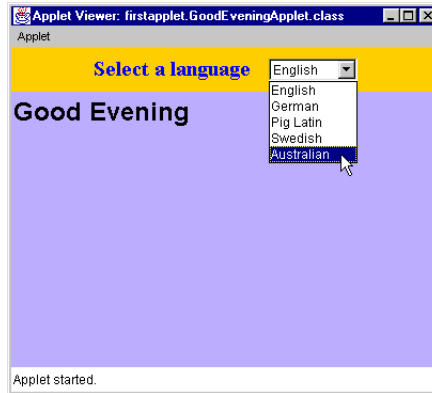 Applet Viewer: firstapplet.GoodEveningApplet.class
Applet
Select a language English
English
German
Pig Latin
Swedish
Australian
Good Evening
Applet started.